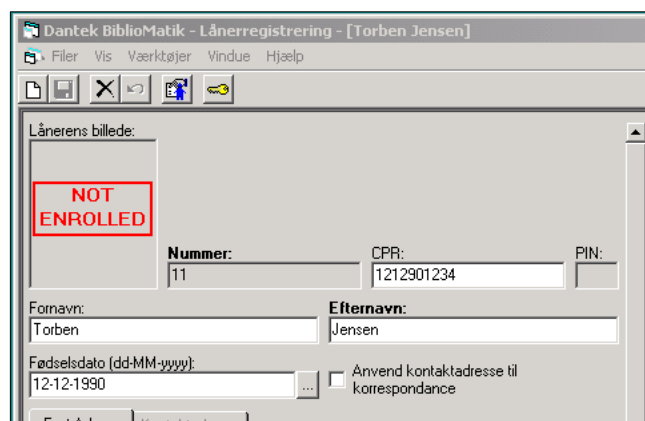 Dantek BiblioMatik - Lånerregistrering - [Torben Jensen]
Filer Vis Værktøjer Vindue Hjælp
Lånerens billede:
NOT
ENROLLED
Nummer: CPR: PIN:
11 1212901234
Fornavn: Efternavn:
Torben Jensen
Fødselsdato (dd-MM-yyyy):
12-12-1990 ...
Anvend kontaktadresse til
korrespondance